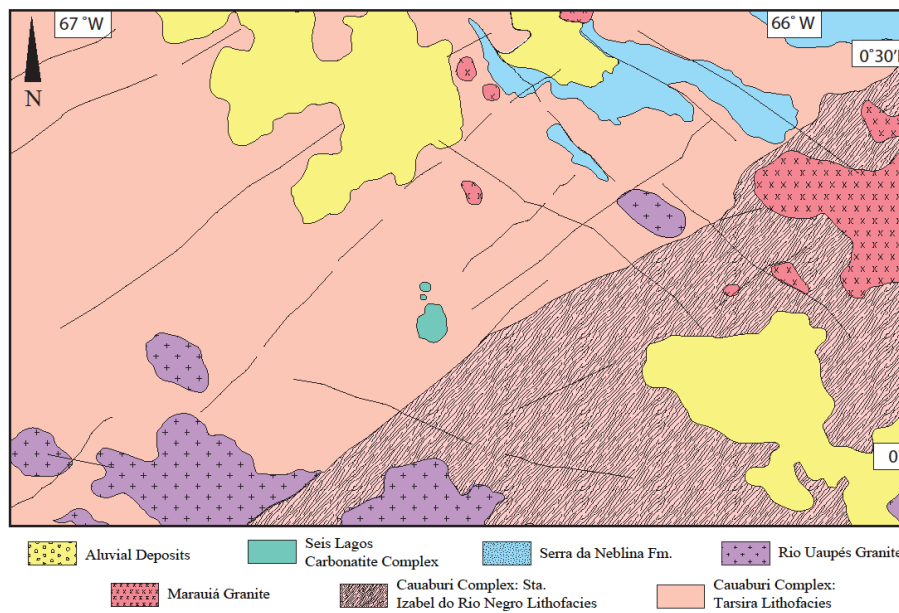 67 °W
66 °W
0°30'
N
0
Aluvial Deposits
Seis Lagos
Carbonatite Complex
Serra da Neblina Fm.
Rio Uaupés Granite
Marauiá Granite
Cauaburi Complex: Sta.
Izabel do Rio Negro Lithofacies
Cauaburi Complex:
Tarsira Lithofacies